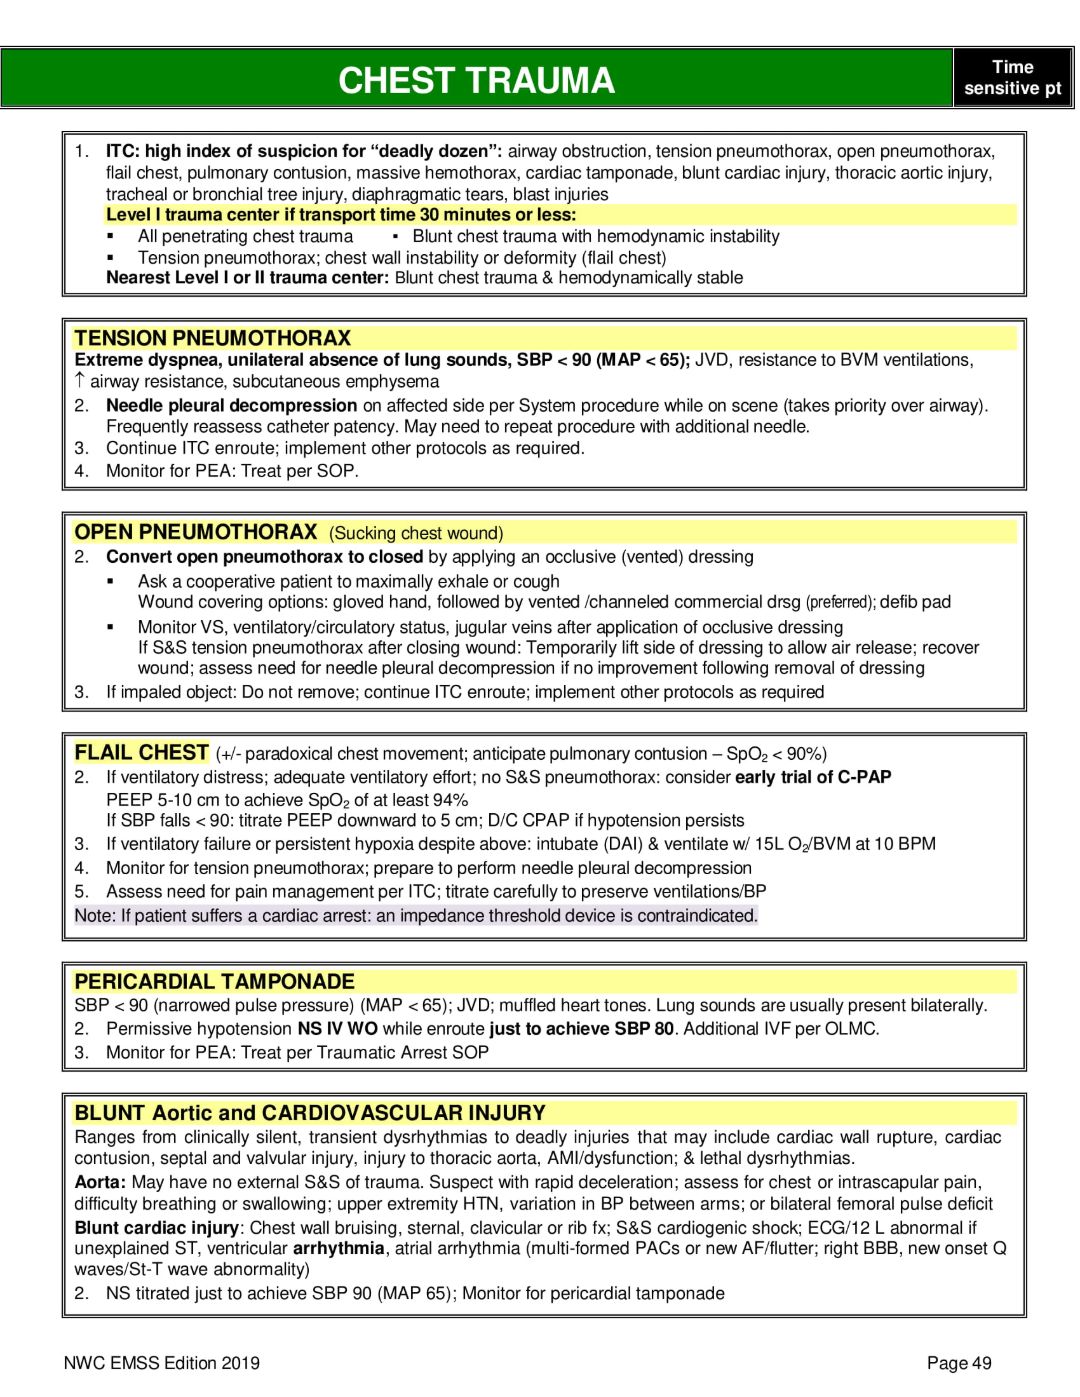 CHEST TRAUMA
Time
sensitive pt
1. ITC: high index of suspicion for “deadly dozen”: airway obstruction, tension pneumothorax, open pneumothorax,
flail chest, pulmonary contusion, massive hemothorax, cardiac tamponade, blunt cardiac injury, thoracic aortic injury,
tracheal or bronchial tree injury, diaphragmatic tears, blast injuries
Level I trauma center if transport time 30 minutes or less:
▪ All penetrating chest trauma ▪ Blunt chest trauma with hemodynamic instability
▪ Tension pneumothorax; chest wall instability or deformity (flail chest)
Nearest Level I or II trauma center: Blunt chest trauma & hemodynamically stable
TENSION PNEUMOTHORAX
Extreme dyspnea, unilateral absence of lung sounds, SBP < 90 (MAP < 65); JVD, resistance to BVM ventilations,
↑ airway resistance, subcutaneous emphysema
2. Needle pleural decompression on affected side per System procedure while on scene (takes priority over airway).
Frequently reassess catheter patency. May need to repeat procedure with additional needle.
3. Continue ITC enroute; implement other protocols as required.
4. Monitor for PEA: Treat per SOP.
OPEN PNEUMOTHORAX (Sucking chest wound)
2. Convert open pneumothorax to closed by applying an occlusive (vented) dressing
▪ Ask a cooperative patient to maximally exhale or cough
Wound covering options: gloved hand, followed by vented /channeled commercial drsg (preferred); defib pad
▪ Monitor VS, ventilatory/circulatory status, jugular veins after application of occlusive dressing
If S&S tension pneumothorax after closing wound: Temporarily lift side of dressing to allow air release; recover
wound; assess need for needle pleural decompression if no improvement following removal of dressing
3. If impaled object: Do not remove; continue ITC enroute; implement other protocols as required
FLAIL CHEST (+/- paradoxical chest movement; anticipate pulmonary contusion – SpO₂ < 90%)
2. If ventilatory distress; adequate ventilatory effort; no S&S pneumothorax: consider early trial of C-PAP
PEEP 5-10 cm to achieve SpO₂ of at least 94%
If SBP falls < 90: titrate PEEP downward to 5 cm; D/C CPAP if hypotension persists
3. If ventilatory failure or persistent hypoxia despite above: intubate (DAI) & ventilate w/ 15L O₂/BVM at 10 BPM
4. Monitor for tension pneumothorax; prepare to perform needle pleural decompression
5. Assess need for pain management per ITC; titrate carefully to preserve ventilations/BP
Note: If patient suffers a cardiac arrest: an impedance threshold device is contraindicated.
PERICARDIAL TAMPONADE
SBP < 90 (narrowed pulse pressure) (MAP < 65); JVD; muffled heart tones. Lung sounds are usually present bilaterally.
2. Permissive hypotension NS IV WO while enroute just to achieve SBP 80. Additional IVF per OLMC.
3. Monitor for PEA: Treat per Traumatic Arrest SOP
BLUNT Aortic and CARDIOVASCULAR INJURY
Ranges from clinically silent, transient dysrhythmias to deadly injuries that may include cardiac wall rupture, cardiac
contusion, septal and valvular injury, injury to thoracic aorta, AMI/dysfunction; & lethal dysrhythmias.
Aorta: May have no external S&S of trauma. Suspect with rapid deceleration; assess for chest or intrascapular pain,
difficulty breathing or swallowing; upper extremity HTN, variation in BP between arms; or bilateral femoral pulse deficit
Blunt cardiac injury: Chest wall bruising, sternal, clavicular or rib fx; S&S cardiogenic shock; ECG/12 L abnormal if
unexplained ST, ventricular arrhythmia, atrial arrhythmia (multi-formed PACs or new AF/flutter; right BBB, new onset Q
waves/St-T wave abnormality)
2. NS titrated just to achieve SBP 90 (MAP 65); Monitor for pericardial tamponade
NWC EMSS Edition 2019
Page 49